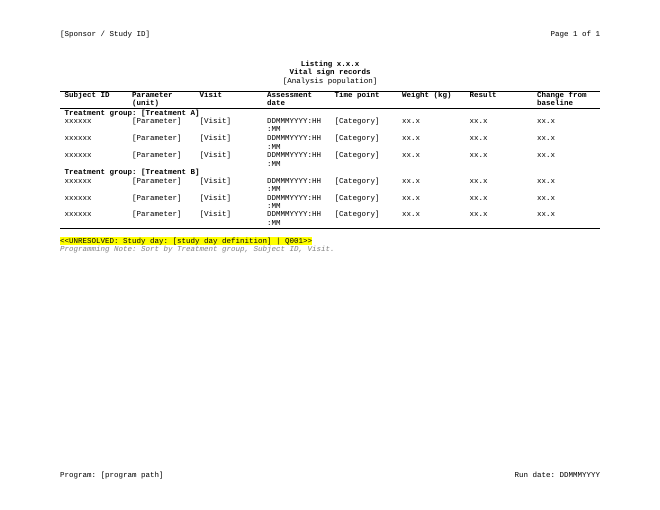 [Sponsor / Study ID] Page 1 of 1
Listing x.x.x
Vital sign records
[Analysis population]
Subject ID Parameter Visit Assessment Time point Weight (kg) Result Change from
(unit) date baseline
Treatment group: [Treatment A]
xxxxxx [Parameter] [Visit] DDMMMYYYY:HH [Category] xx.x xx.x xx.x
:MM
xxxxxx [Parameter] [Visit] DDMMMYYYY:HH [Category] xx.x xx.x xx.x
:MM
xxxxxx [Parameter] [Visit] DDMMMYYYY:HH [Category] xx.x xx.x xx.x
:MM
Treatment group: [Treatment B]
xxxxxx [Parameter] [Visit] DDMMMYYYY:HH [Category] xx.x xx.x xx.x
:MM
xxxxxx [Parameter] [Visit] DDMMMYYYY:HH [Category] xx.x xx.x xx.x
:MM
xxxxxx [Parameter] [Visit] DDMMMYYYY:HH [Category] xx.x xx.x xx.x
:MM
<<UNRESOLVED: Study day: [study day definition] | Q001>>
Programming Note: Sort by Treatment group, Subject ID, Visit.
Program: [program path] Run date: DDMMMYYYY